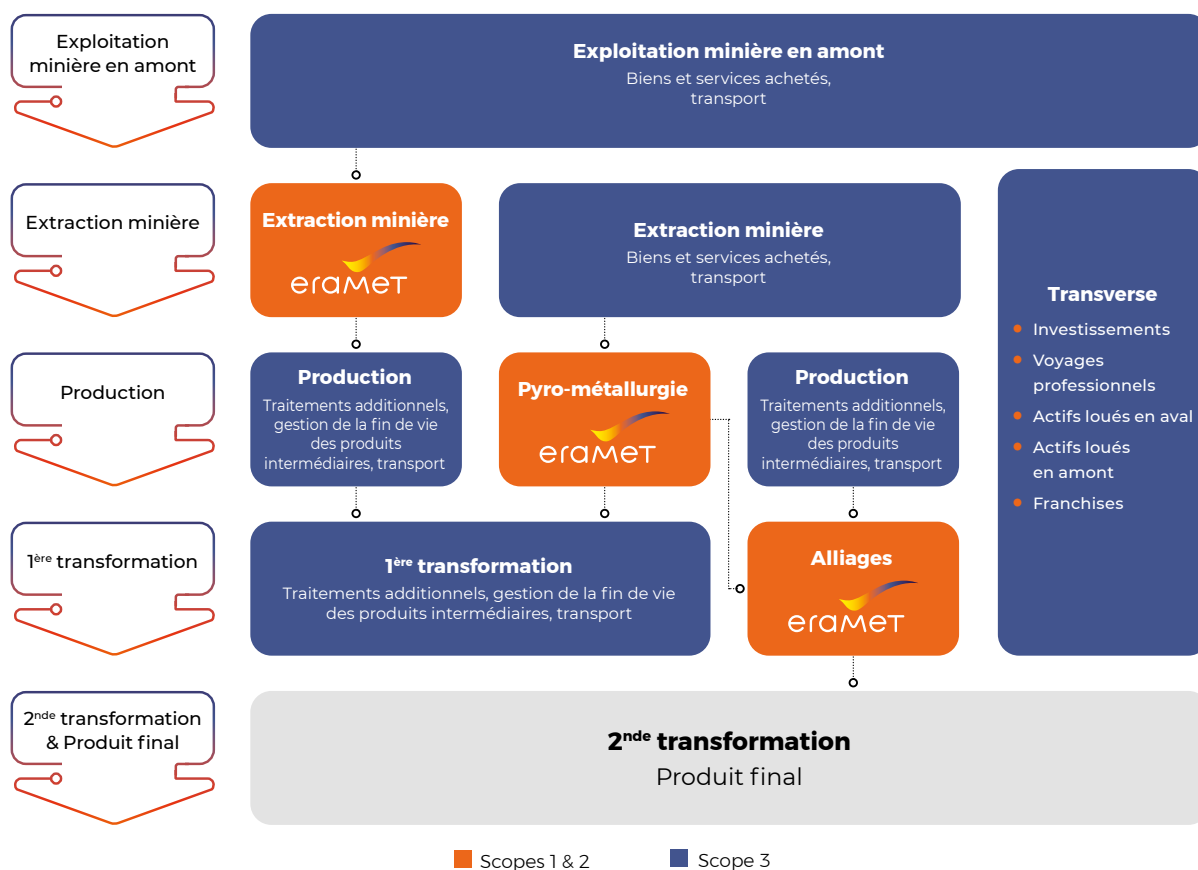 Exploitation
minière en amont
Exploitation minière en amont
Biens et services achetés,
transport
Extraction minière
Extraction minière
eramet
Extraction minière
Biens et services achetés,
transport
Transverse
Investissements
Voyages
professionnels
Actifs loués en aval
Actifs loués
en amont
Franchises
Production
Production
Traitements additionnels,
gestion de la fin de vie
des produits
intermédiaires, transport
Pyro-métallurgie
eramet
Production
Traitements additionnels,
gestion de la fin de vie
des produits
intermédiaires, transport
1ère transformation
1ère transformation
Traitements additionnels, gestion de la fin de vie
des produits intermédiaires, transport
Alliages
eramet
2nde transformation
& Produit final
2nde transformation
Produit final
Scopes 1 & 2
Scope 3